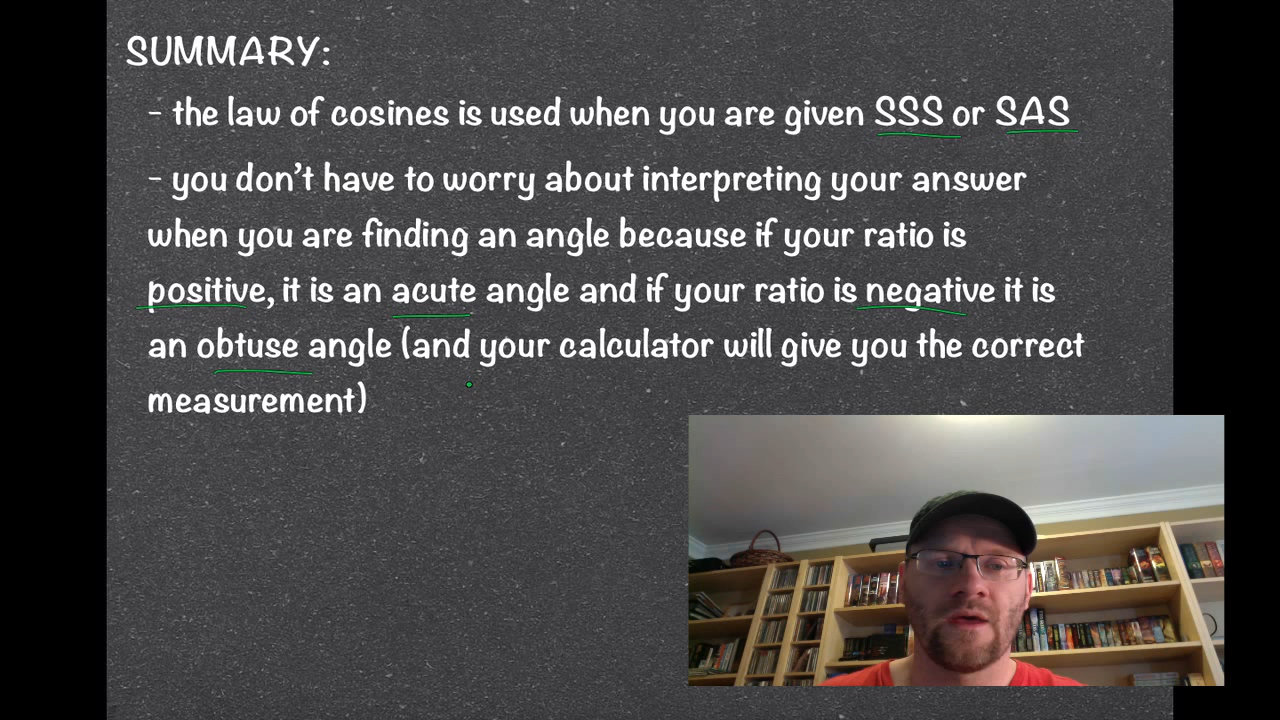 SUMMARY:
- the law of cosines is used when you are given SSS or SAS
- you don't have to worry about interpreting your answer
when you are finding an angle because if your ratio is
positive, it is an acute angle and if your ratio is negative it is
an obtuse angle (and your calculator will give you the correct
measurement)